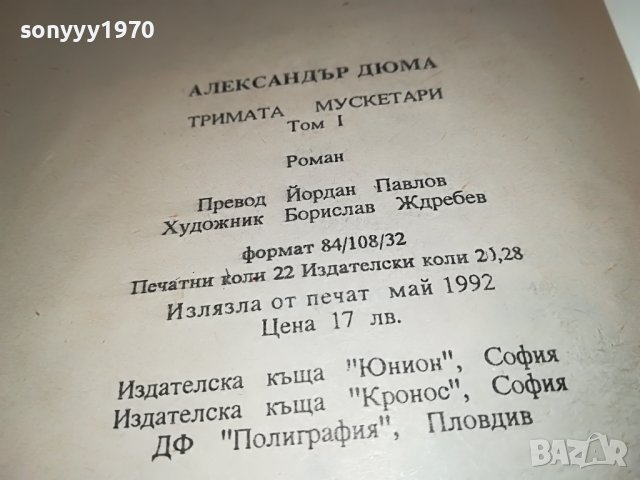 sonyyy1970
АЛЕКСАНДЪР ДЮМА
ТРИМАТА МУСКЕТАРИ
Том I
Роман
Превод Йордан Павлов
Художник Борислав Ждребев
формат 84/108/32
Печатни коли 22 Издателски коли 20,28
Излязла от печат май 1992
Цена 17 лв.
Издателска къща "Юнион", София
Издателска къща "Кронос", София
ДФ "Полиграфия", Пловдив
BAZAR